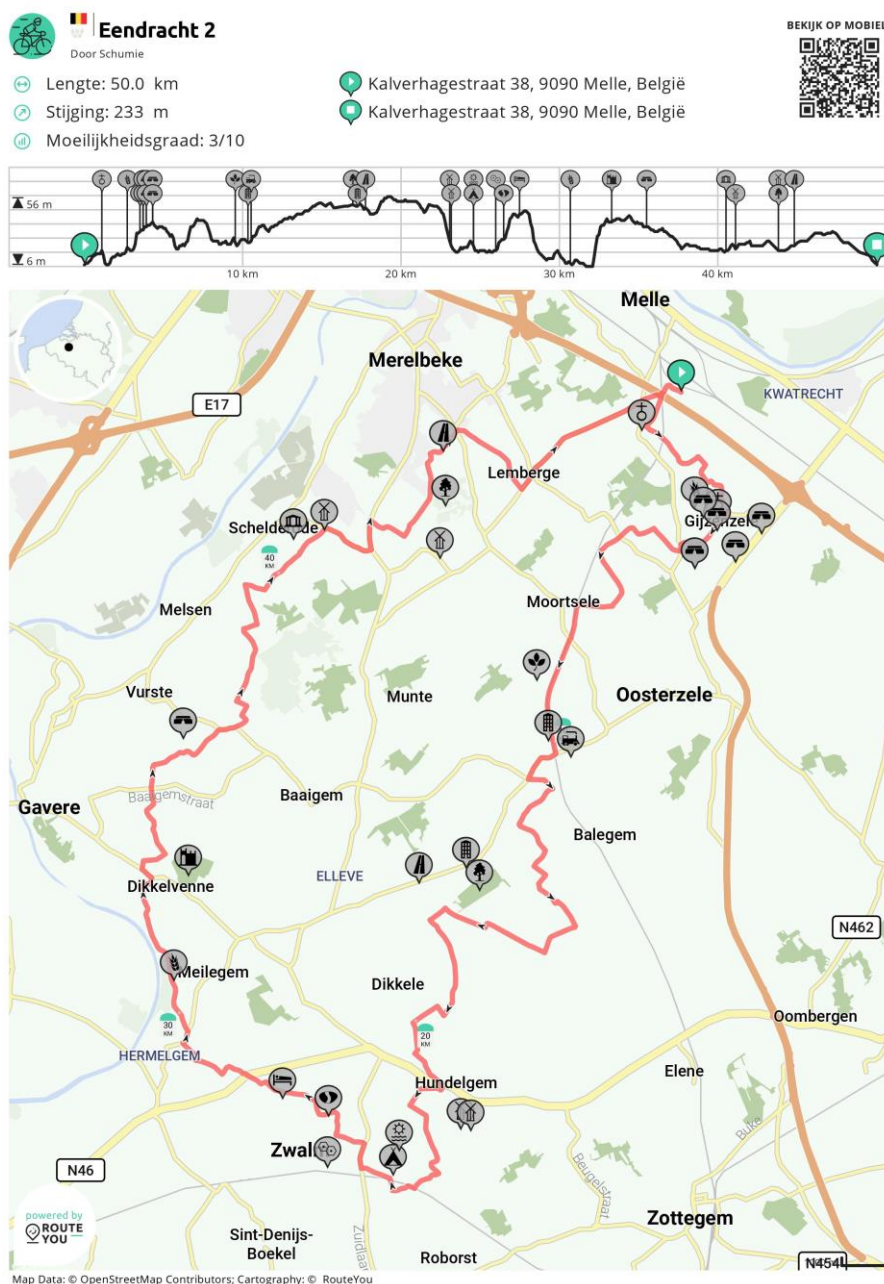 Eendracht 2
BEKIJK OP MOBIEL
Door Schumie
Lengte: 50.0 km
Kalverhagestraat 38, 9090 Melle, België
Stijging: 233 m
Kalverhagestraat 38, 9090 Melle, België
Moeilijkheidsgraad: 3/10
56 m
6 m
10 km
20 km
30 km
40 km
Melle
Merelbeke
KWATRECHT
E17
Lemberge
Melsen
40 KM
Moortsele
Vurste
Munte
Oosterzele
Gavere
Baaigemstraat
Baaigem
Balegem
ELLEVE
Dikkelvenne
N462
Meilegem
Dikkele
Oombergen
30 KM
20 KM
HERMELGEM
Hundelgem
Elene
Buke
N46
Beugelstraat
powered by
ROUTE
YOU
Sint-Denijs-
Boekel
Zottegem
Roborst
N454
Map Data: © OpenStreetMap Contributors; Cartography: © RouteYou